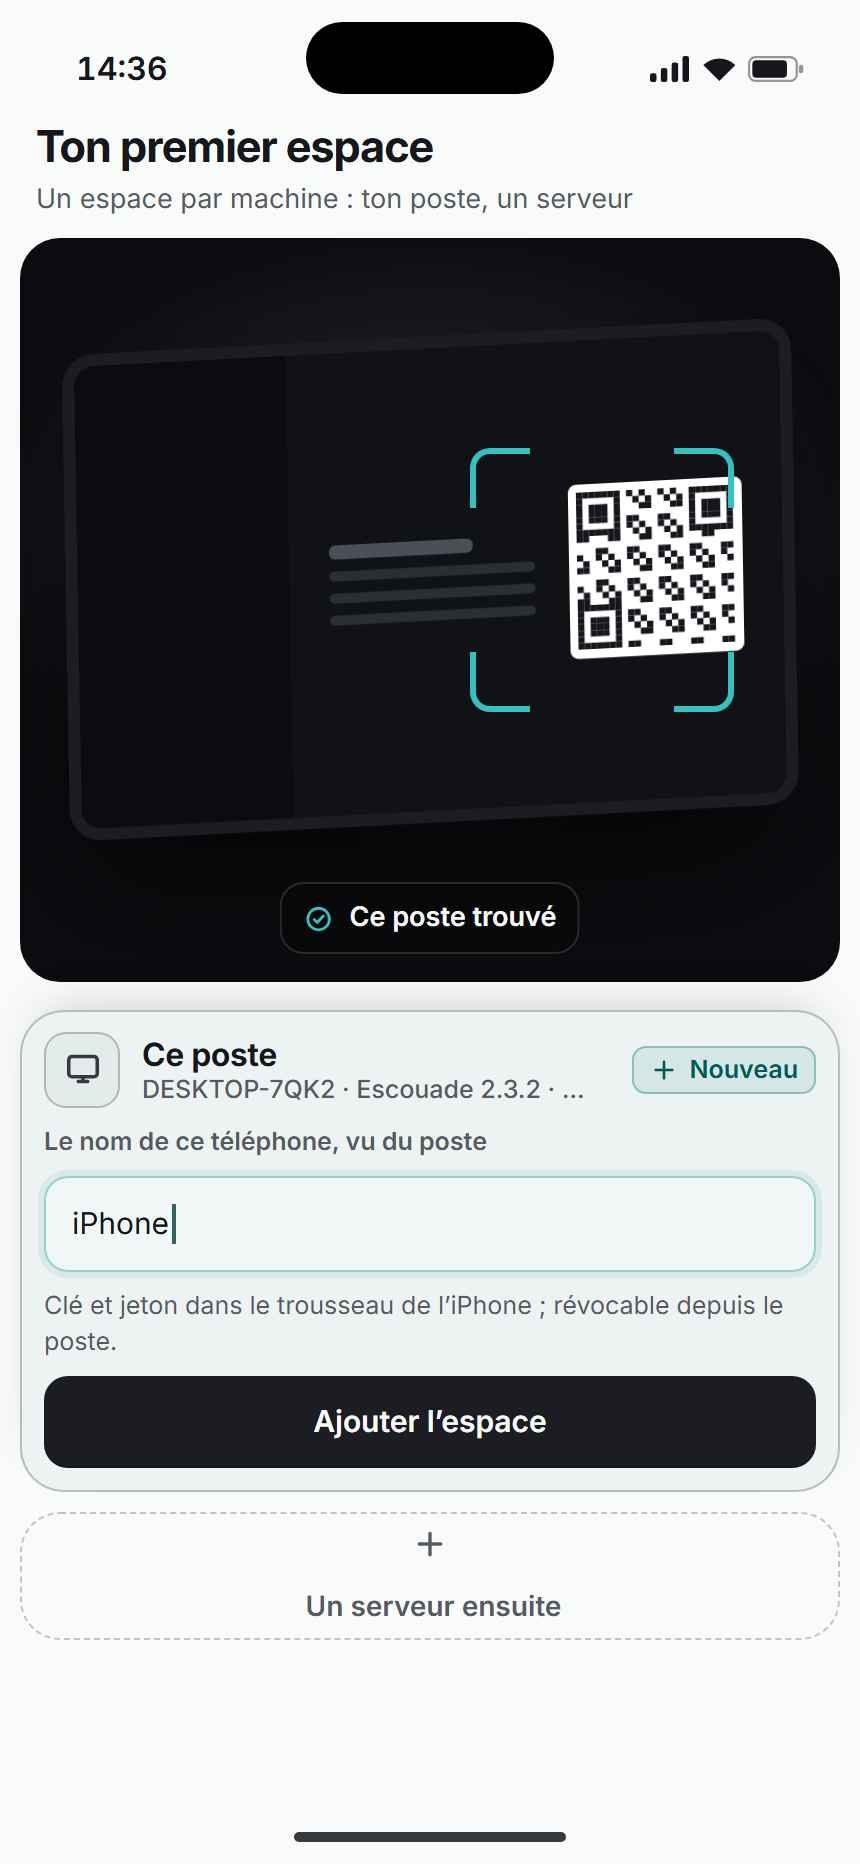 14:36
Ton premier espace
Un espace par machine : ton poste, un serveur
Ce poste trouvé
Ce poste
DESKTOP-7QK2 · Escouade 2.3.2 · ...
Nouveau
Le nom de ce téléphone, vu du poste
iPhone
Clé et jeton dans le trousseau de l’iPhone ; révocable depuis le
poste.
Ajouter l’espace
Un serveur ensuite